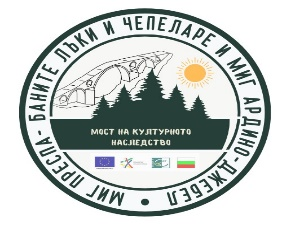 МИГ ПРЕСПА - БАНИТЕ ЛЪКИ И ЧЕПЕЛАРЕ И МИГ АРДИНО-ДЖЕБЕЛ
МОСТ НА КУЛТУРНОТО
НАСЛЕДСТВО